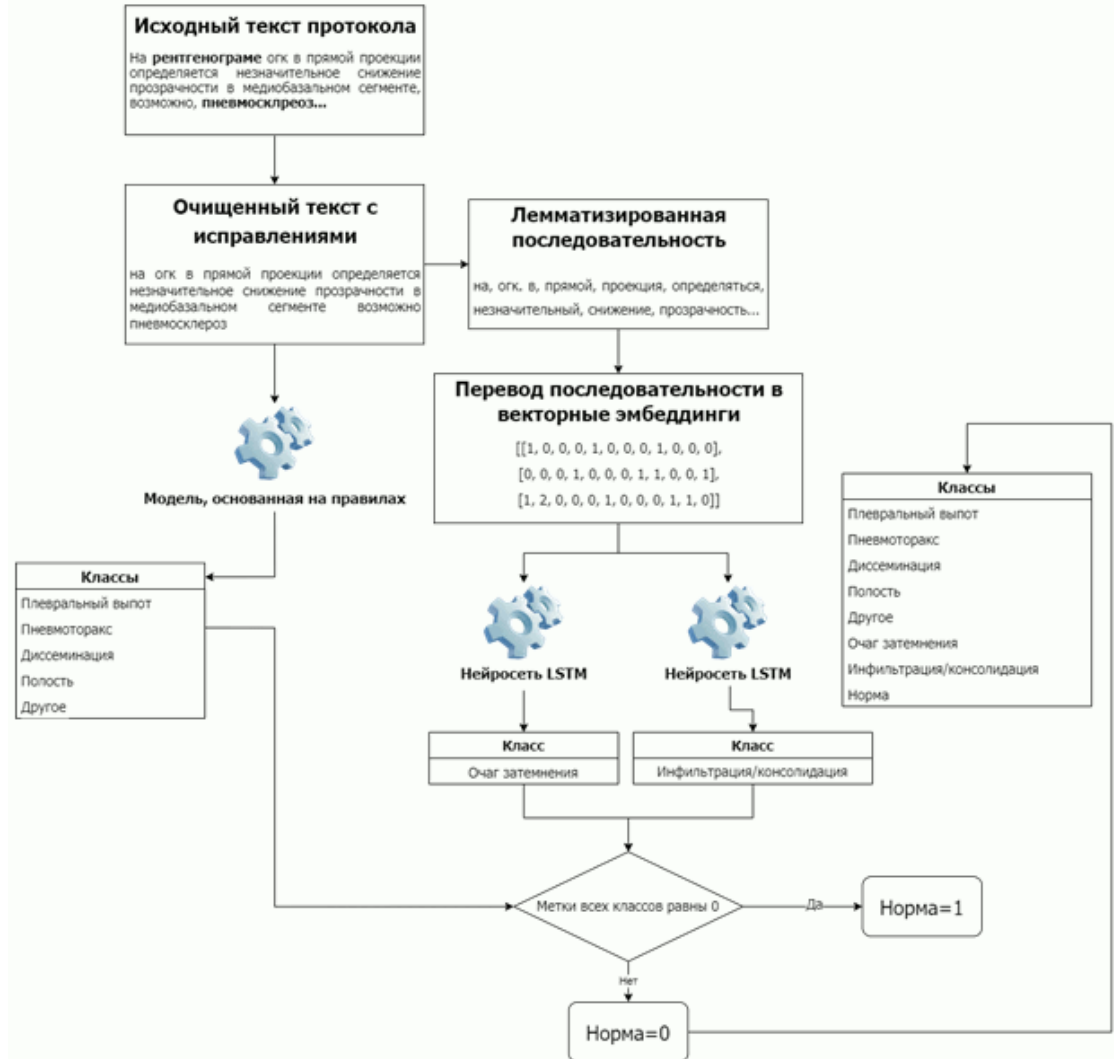 Исходный текст протокола
На рентгенограме огк в прямой проекции
определяется незначительное снижение
прозрачности в медиобазальном сегменте,
возможно, пневмосклреоз...
Очищенный текст с
исправлениями
на огк в прямой проекции определяется
незначительное снижение прозрачности в
медиобазальном сегменте возможно
пневмосклероз
Лемматизированная
последовательность
на, огк. в, прямой, проекция, определяться,
незначительный, снижение, прозрачность...
Перевод последовательности в
векторные эмбеддинги
[[1, 0, 0, 0, 1, 0, 0, 0, 1, 0, 0, 0],
[0, 0, 0, 1, 0, 0, 0, 1, 1, 0, 0, 1],
[1, 2, 0, 0, 0, 1, 0, 0, 0, 1, 1, 0]]
Модель, основанная на правилах
Классы
Плевральный выпот
Пневмоторакс
Диссеминация
Полость
Другое
Нейросеть LSTM
Нейросеть LSTM
Класс
Очаг затемнения
Класс
Инфильтрация/консолидация
Классы
Плевральный выпот
Пневмоторакс
Диссеминация
Полость
Другое
Очаг затемнения
Инфильтрация/консолидация
Норма
Метки всех классов равны 0
Да
Норма=1
Нет
Норма=0